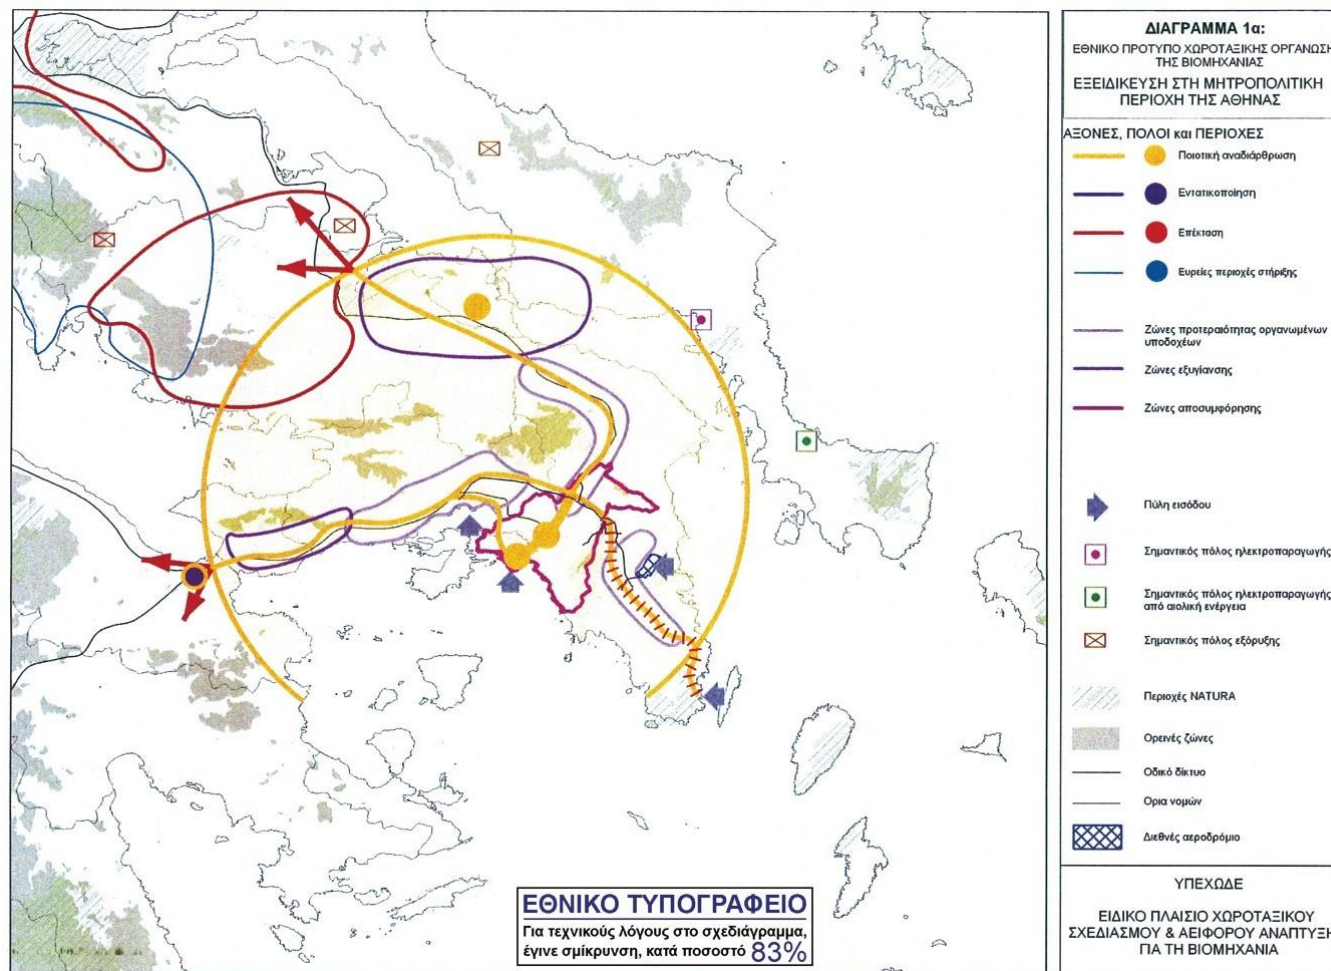 ΔΙΑΓΡΑΜΜΑ 1α:
ΕΘΝΙΚΟ ΠΡΟΤΥΠΟ ΧΩΡΟΤΑΞΙΚΗΣ ΟΡΓΑΝΩΣΗ
ΤΗΣ ΒΙΟΜΗΧΑΝΙΑΣ
ΕΞΕΙΔΙΚΕΥΣΗ ΣΤΗ ΜΗΤΡΟΠΟΛΙΤΙΚΗ
ΠΕΡΙΟΧΗ ΤΗΣ ΑΘΗΝΑΣ
ΑΞΟΝΕΣ, ΠΟΛΟΙ και ΠΕΡΙΟΧΕΣ
Ποιοτική αναδιάρθρωση
Εντατικοποίηση
Επέκταση
Ευρείες περιοχές στήριξης
Ζώνες προτεραιότητας οργανωμένων
υποδοχέων
Ζώνες εξυγίανσης
Ζώνες αποσυμφόρησης
Πύλη εισόδου
Σημαντικός πόλος ηλεκτροπαραγωγής
Σημαντικός πόλος ηλεκτροπαραγωγής
από αιολική ενέργεια
Σημαντικός πόλος εξόρυξης
Περιοχές NATURA
Ορεινές ζώνες
Οδικό δίκτυο
Ορια νομών
Διεθνές αεροδρόμιο
ΥΠΕΧΩΔΕ
ΕΙΔΙΚΟ ΠΛΑΙΣΙΟ ΧΩΡΟΤΑΞΙΚΟΥ
ΣΧΕΔΙΑΣΜΟΥ & ΑΕΙΦΟΡΟΥ ΑΝΑΠΤΥΞΗ
ΓΙΑ ΤΗ ΒΙΟΜΗΧΑΝΙΑ
ΕΘΝΙΚΟ ΤΥΠΟΓΡΑΦΕΙΟ
Για τεχνικούς λόγους στο σχεδιάγραμμα,
έγινε σμίκρυνση, κατά ποσοστό 83%